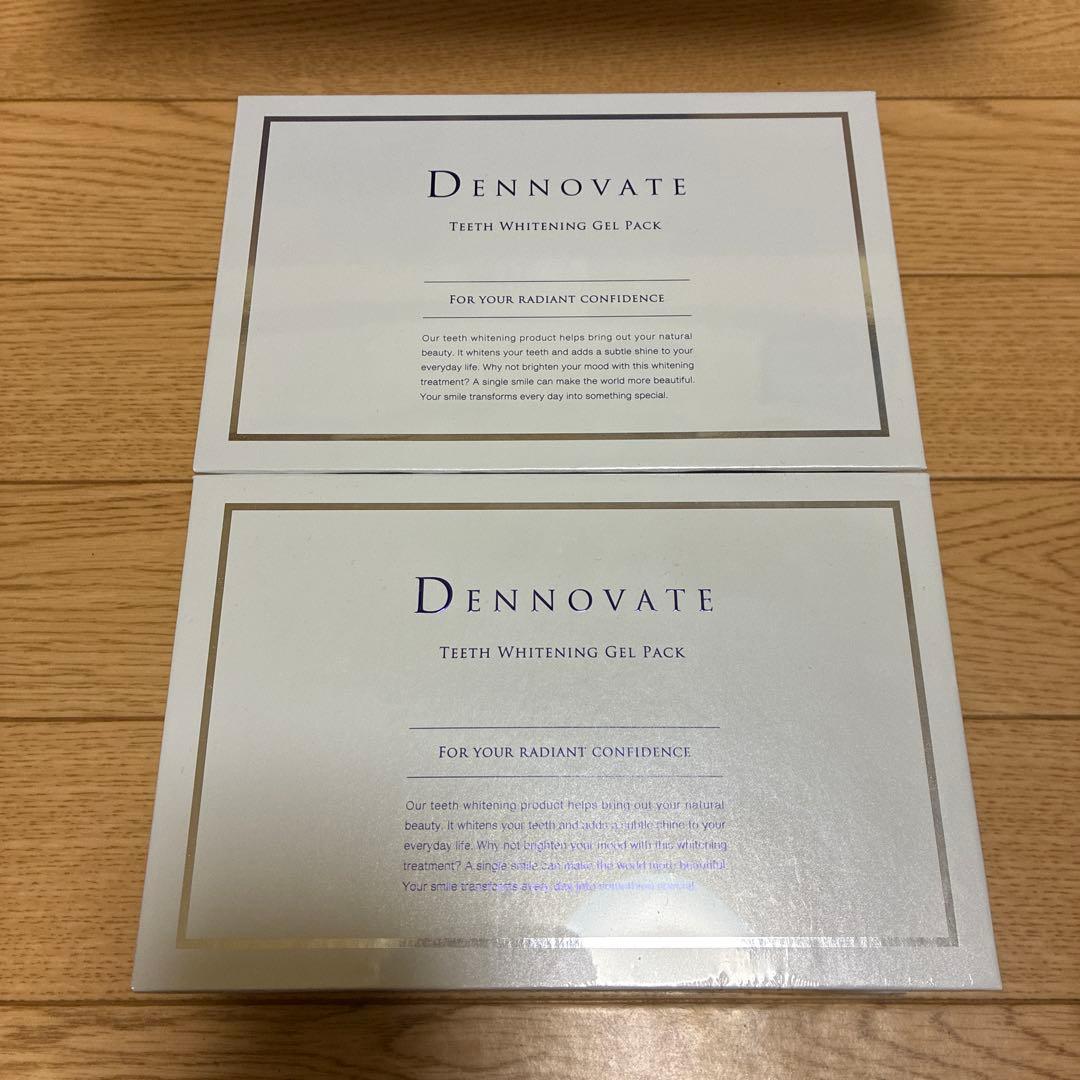 DENNOVATE
TEETH WHITENING GEL PACK
FOR YOUR RADIANT CONFIDENCE
Our teeth whitening product helps bring out your natural
beauty. It whitens your teeth and adds a subtle shine to your
everyday life. Why not brighten your mood with this whitening
treatment? A single smile can make the world more beautiful.
Your smile transforms every day into something special.
DENNOVATE
TEETH WHITENING GEL PACK
FOR YOUR RADIANT CONFIDENCE
Our teeth whitening product helps bring out your natural
beauty. It whitens your teeth and adds a subtle shine to your
everyday life. Why not brighten your mood with this whitening
treatment? A single smile can make the world more beautiful.
Your smile transforms every day into something special.